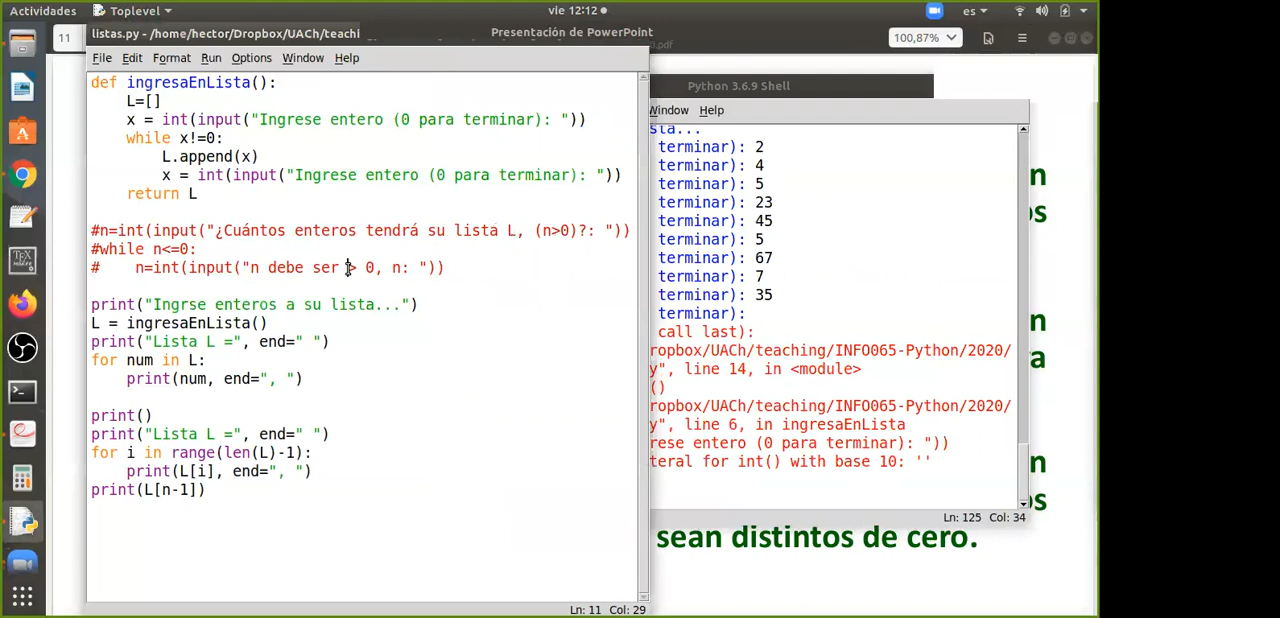 Actividades
Toplevel
vie 12:12
es
11
listas.py - /home/hector/Dropbox/UACh/teachi
Presentación de PowerPoint
.pdf
100,87%
File Edit Format Run Options Window Help
def ingresaEnLista():
    L=[]
    x = int(input("Ingrese entero (0 para terminar): "))
    while x!=0:
        L.append(x)
        x = int(input("Ingrese entero (0 para terminar): "))
    return L
#n=int(input("¿Cuántos enteros tendrá su lista L, (n>0)?: "))
#while n<=0:
#    n=int(input("n debe ser > 0, n: "))
print("Ingrse enteros a su lista...")
L = ingresaEnLista()
print("Lista L =", end=" ")
for num in L:
    print(num, end=", ")
print()
print("Lista L =", end=" ")
for i in range(len(L)-1):
    print(L[i], end=", ")
print(L[n-1])
Ln: 11 Col: 29
Python 3.6.9 Shell
Window Help
sta...
terminar): 2
terminar): 4
terminar): 5
terminar): 23
terminar): 45
terminar): 5
terminar): 67
terminar): 7
terminar): 35
terminar):
call last):
ropbox/UACh/teaching/INFO065-Python/2020/
y", line 14, in <module>
()
ropbox/UACh/teaching/INFO065-Python/2020/
y", line 6, in ingresaEnLista
rese entero (0 para terminar): "))
teral for int() with base 10: ''
Ln: 125 Col: 34
n
os
n
a
n
os
sean distintos de cero.